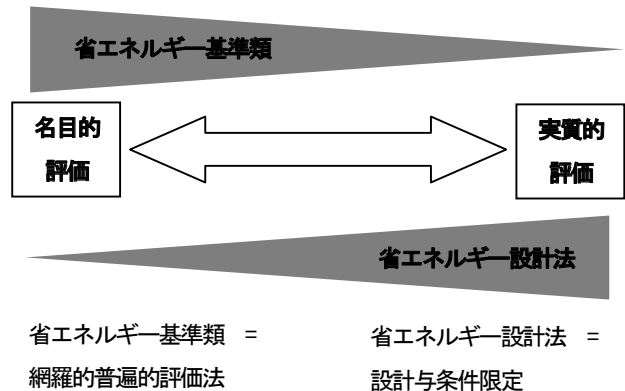 省エネルギー基準類
名目的
評価
実質的
評価
省エネルギー設計法
省エネルギー基準類 =
網羅的普遍的評価法
省エネルギー設計法 =
設計与条件限定